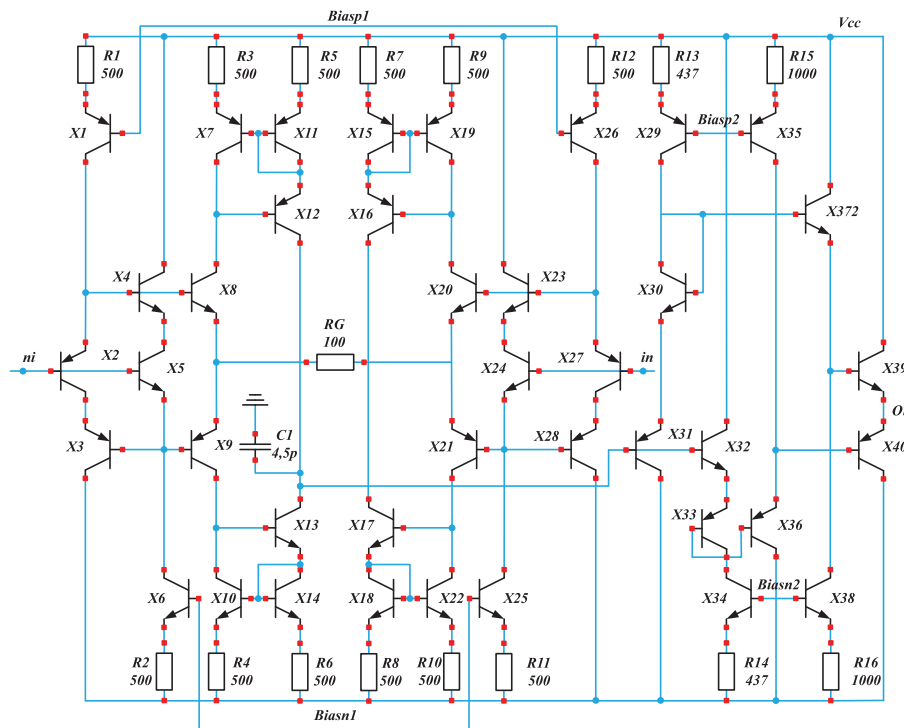 Biasp1
Vcc
R1
500
R3
500
R5
500
R7
500
R9
500
R12
500
R13
437
R15
1000
X1
X7
X11
X15
X19
X26
X29
Biasp2
X35
X12
X16
X372
X4
X8
X20
X23
X30
RG
100
ni
X2
X5
X24
X27
in
X39
X3
X9
C1
4,5p
X21
X28
X31
X32
X40
X13
X17
X33
X36
X6
X10
X14
X18
X22
X25
X34
Biasn2
X38
R2
500
R4
500
R6
500
R8
500
R10
500
R11
500
R14
437
R16
1000
Biasn1